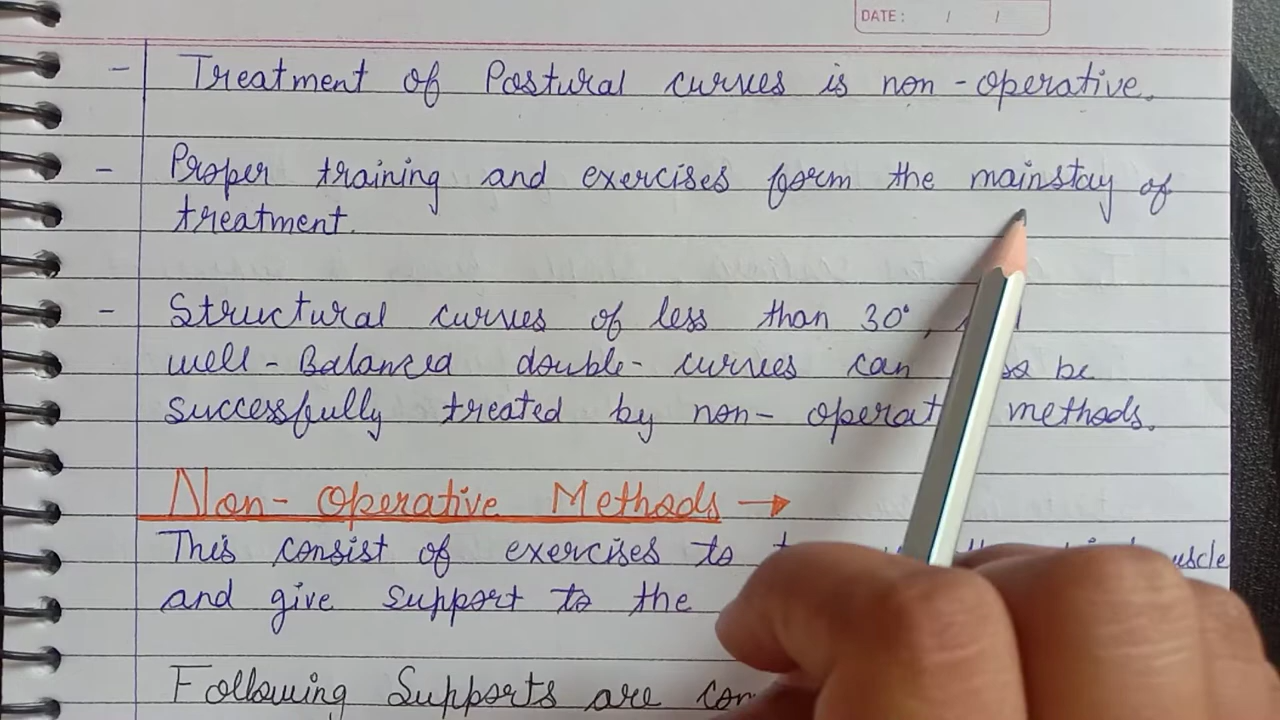 DATE : / /
- Treatment of Postural curves is non-operative.
- Proper training and exercises form the mainstay of
treatment.
- Structural curves of less than 30°,
well-Balanced double-curves can be
successfully treated by non- methods.
Non-Operative Methods →
This consist of exercises to
and give support to the
Following Supports are